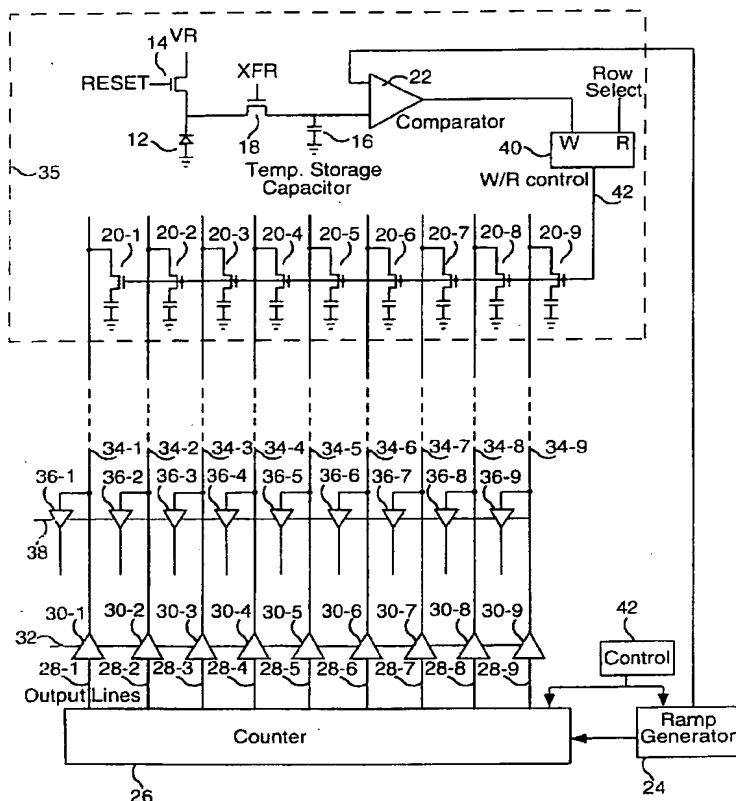 14
VR
RESET
XFR
22
Row
Select
12
18
16
Comparator
W
R
40
Temp. Storage
Capacitor
W/R control
35
42
20-1 20-2 20-3 20-4 20-5 20-6 20-7 20-8 20-9
34-1 34-2 34-3 34-4 34-5 34-6 34-7 34-8 34-9
36-1 36-2 36-3 36-4 36-5 36-6 36-7 36-8 36-9
38
30-1 30-2 30-3 30-4 30-5 30-6 30-7 30-8 30-9
32
42
28-1 28-2 28-3 28-4 28-5 28-6 28-7 28-8 28-9
Control
Output Lines
Counter
Ramp
Generator
26
24